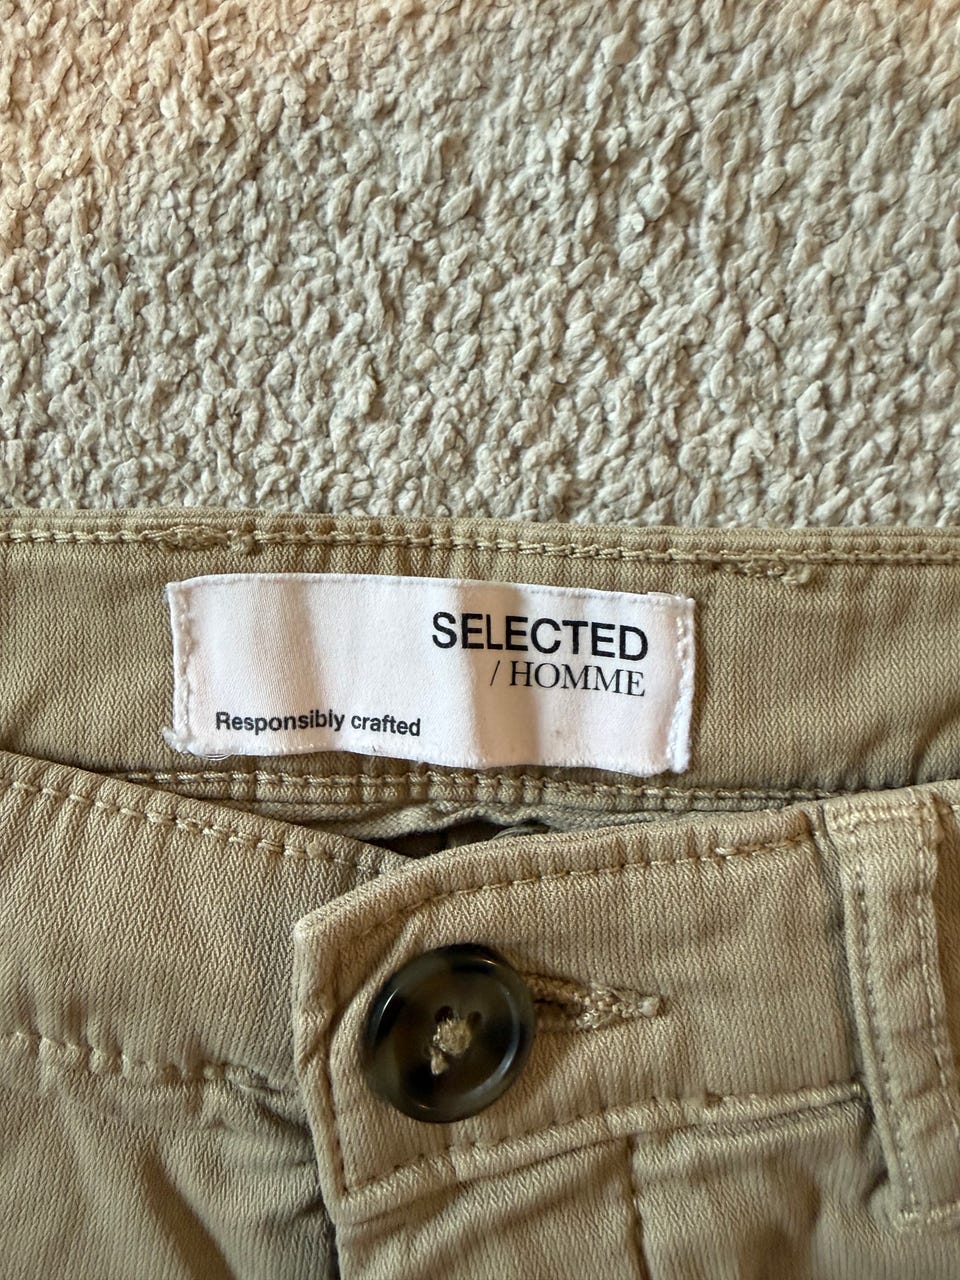 SELECTED
/ HOMME
Responsibly crafted